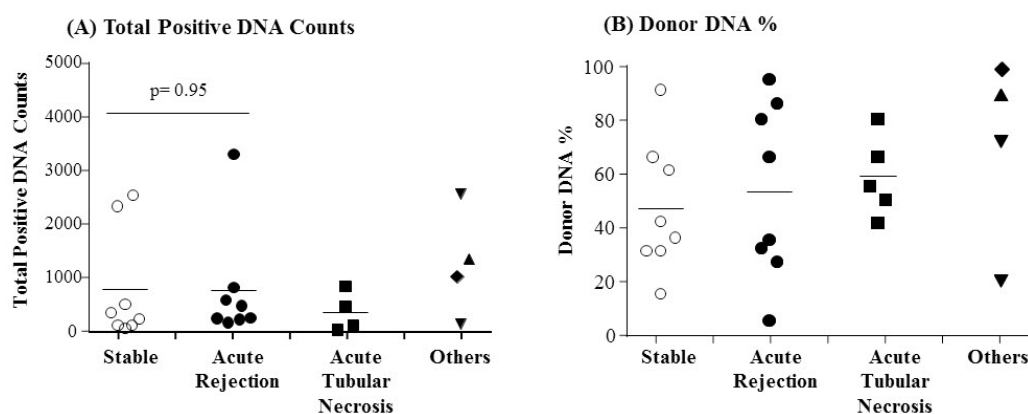 (A) Total Positive DNA Counts
Total Positive DNA Counts
5000
4000
3000
2000
1000
0
p= 0.95
Stable
Acute
Rejection
Acute
Tubular
Necrosis
Others
(B) Donor DNA %
Donor DNA %
100
80
60
40
20
0
Stable
Acute
Rejection
Acute
Tubular
Necrosis
Others